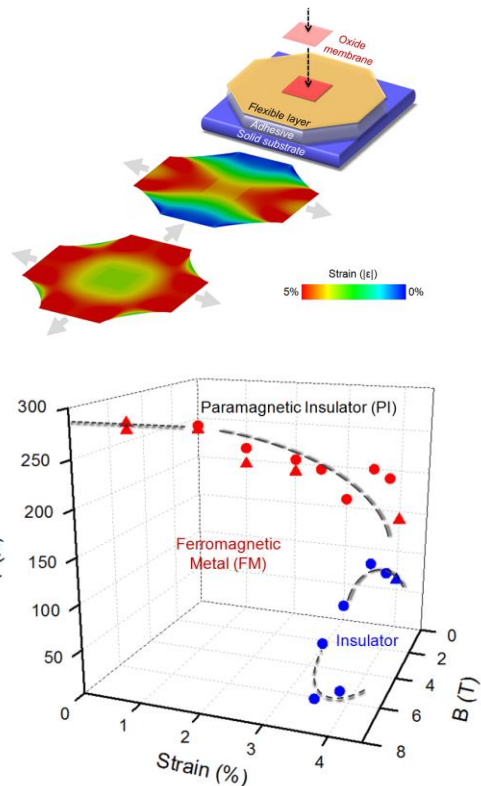 Oxide
membrane
Flexible layer
Adhesive
Solid substrate
Strain (|ε|)
5%
0%
300
250
200
150
100
50
Paramagnetic Insulator (PI)
Ferromagnetic
Metal (FM)
Insulator
0
1
2
3
4
Strain (%)
0
2
4
6
8
B (T)